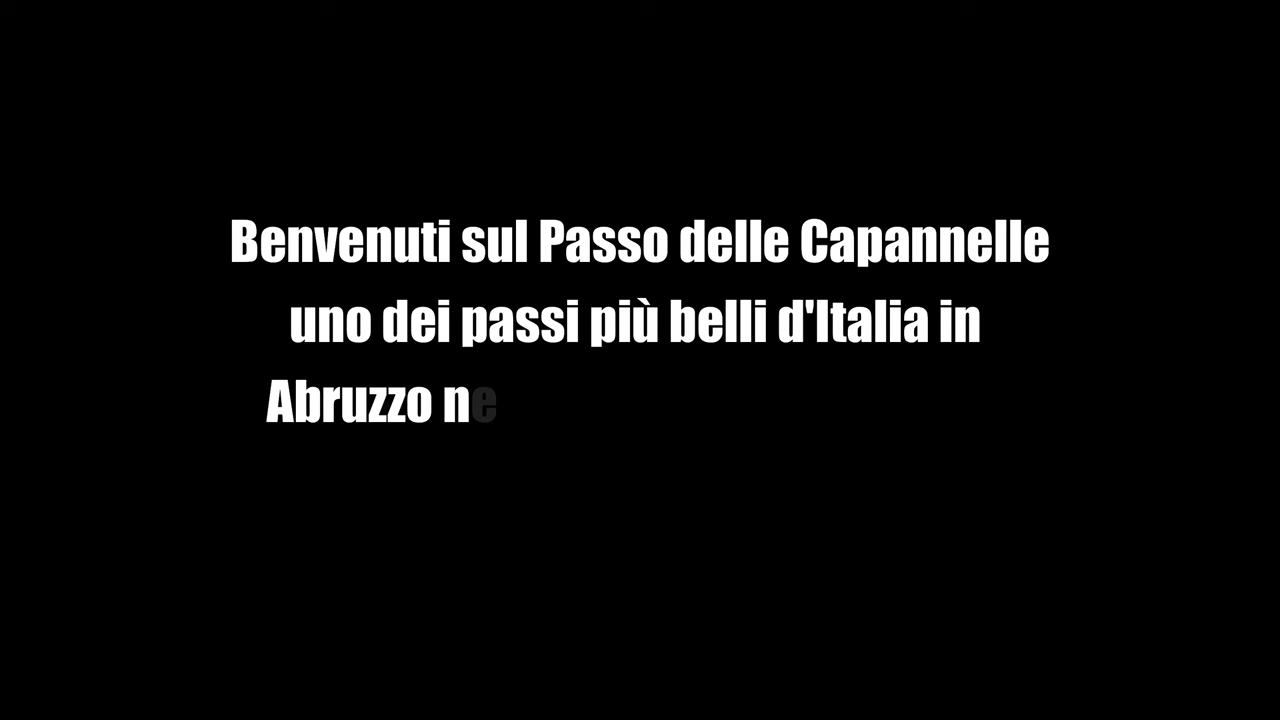 Benvenuti sul Passo delle Capannelle
uno dei passi più belli d'Italia in
Abruzzo ne